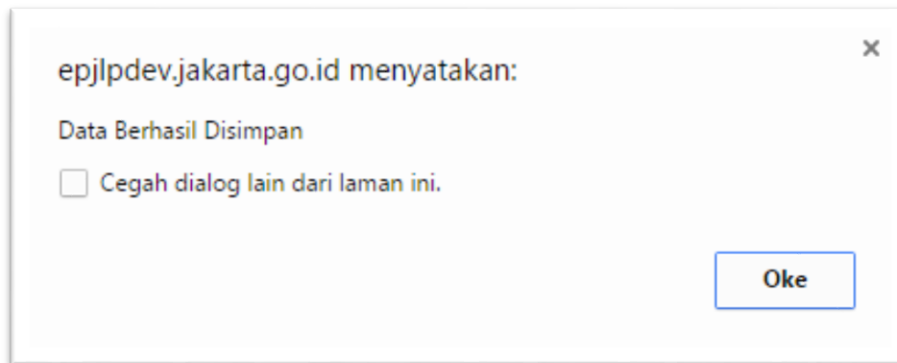 epjlpdev.jakarta.go.id menyatakan:
Data Berhasil Disimpan
Cegah dialog lain dari laman ini.
Oke